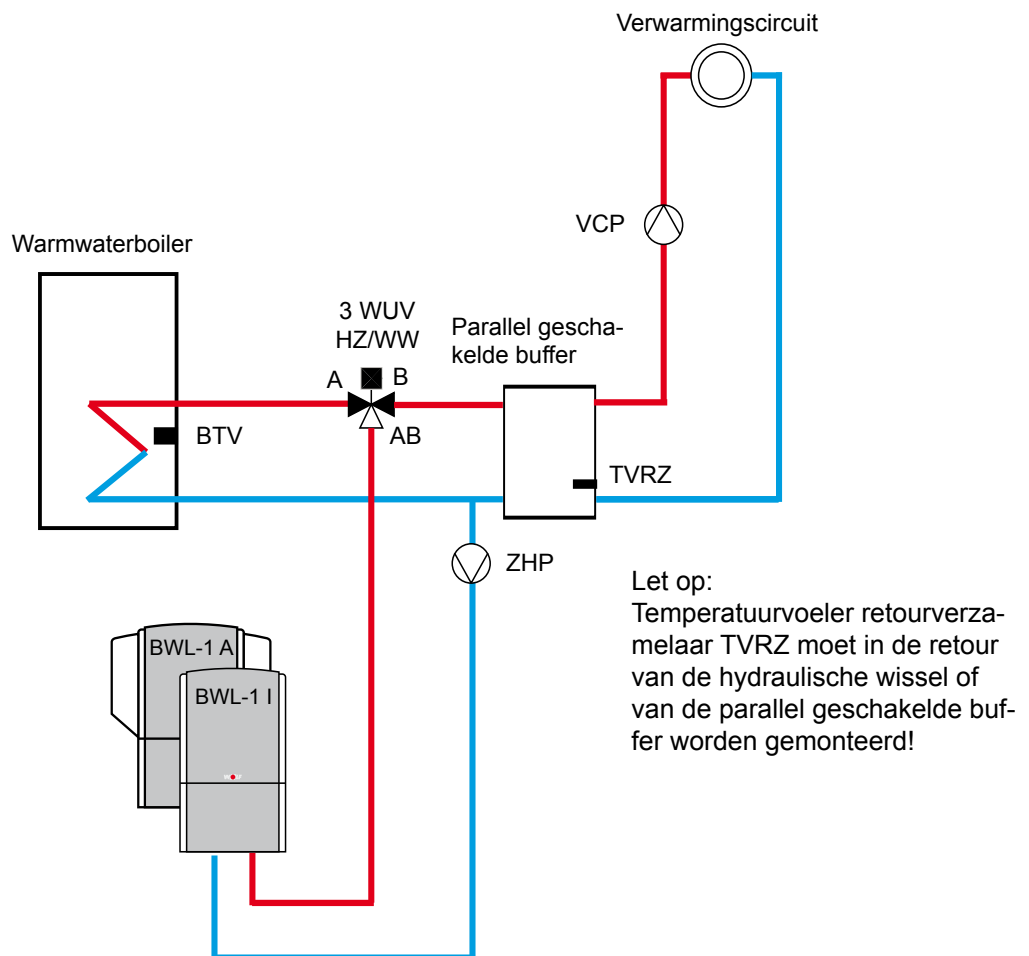 Verwarmingscircuit
VCP
Warmwaterboiler
3 WUV
HZ/WW
Parallel gescha-
kelde buffer
A
B
AB
BTV
TVRZ
ZHP
Let op:
Temperatuurvoeler retourverza-
melaar TVRZ moet in de retour
van de hydraulische wissel of
van de parallel geschakelde buf-
fer worden gemonteerd!
BWL-1 A
BWL-1 I